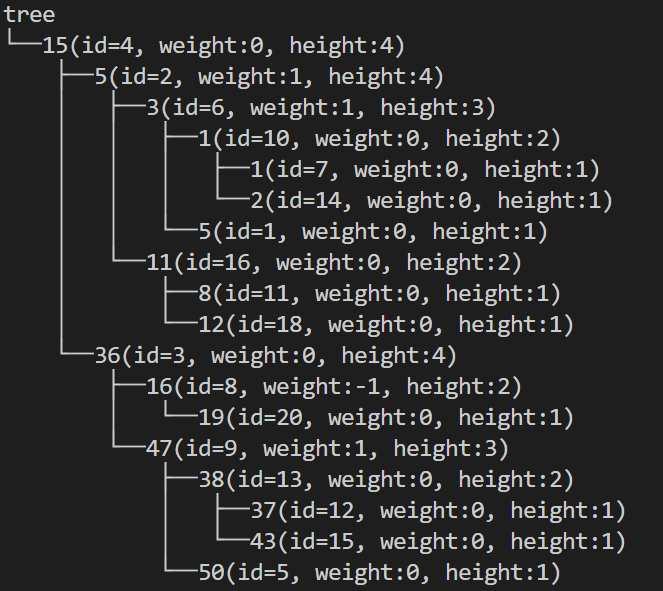 tree
└──15(id=4, weight:0, height:4)
   ├──5(id=2, weight:1, height:4)
   │  ├──3(id=6, weight:1, height:3)
   │  │  ├──1(id=10, weight:0, height:2)
   │  │  │  ├──1(id=7, weight:0, height:1)
   │  │  │  └──2(id=14, weight:0, height:1)
   │  │  └──5(id=1, weight:0, height:1)
   │  └──11(id=16, weight:0, height:2)
   │     ├──8(id=11, weight:0, height:1)
   │     └──12(id=18, weight:0, height:1)
   └──36(id=3, weight:0, height:4)
      ├──16(id=8, weight:-1, height:2)
      │  └──19(id=20, weight:0, height:1)
      └──47(id=9, weight:1, height:3)
         ├──38(id=13, weight:0, height:2)
         │  ├──37(id=12, weight:0, height:1)
         │  └──43(id=15, weight:0, height:1)
         └──50(id=5, weight:0, height:1)